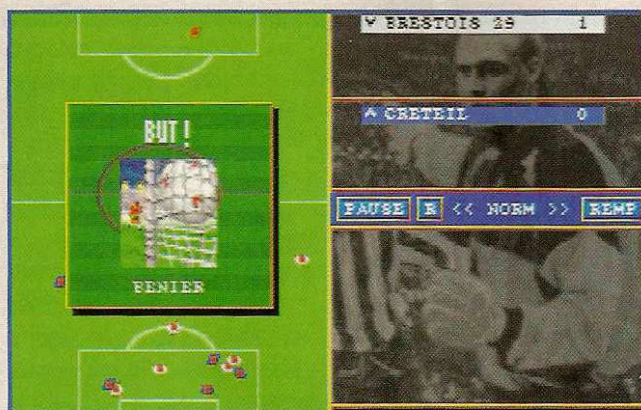 BUT !
FENIER
v BRESTOIS 29 1
^ CRETEIL 0
PAUSE R << NORM >> REMP